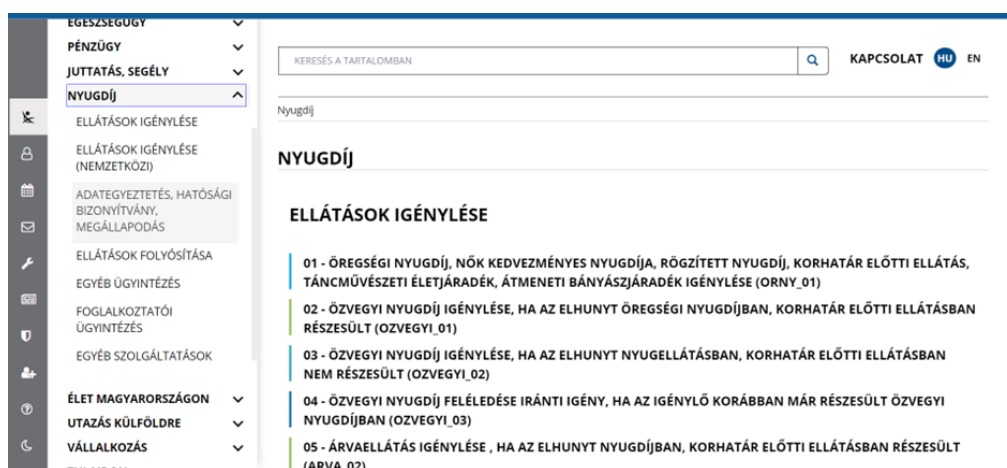 EGÉSZSÉGÜGY
PÉNZÜGY
JUTTATÁS, SEGÉLY
NYUGDÍJ
ELLÁTÁSOK IGÉNYLÉSE
ELLÁTÁSOK IGÉNYLÉSE
(NEMZETKÖZI)
ADATEGYEZTETÉS, HATÓSÁGI
BIZONYÍTVÁNY,
MEGÁLLAPODÁS
ELLÁTÁSOK FOLYÓSÍTÁSA
EGYÉB ÜGYINTÉZÉS
FOGLALKOZTATÓI
ÜGYINTÉZÉS
EGYÉB SZOLGÁLTATÁSOK
ÉLET MAGYARORSZÁGON
UTAZÁS KÜLFÖLDRE
VÁLLALKOZÁS
KERESÉS A TARTALOMBAN
KAPCSOLAT HU EN
Nyugdíj
NYUGDÍJ
ELLÁTÁSOK IGÉNYLÉSE
01 - ÖREGSÉGI NYUGDÍJ, NŐK KEDVEZMÉNYES NYUGDÍJA, RÖGZÍTETT NYUGDÍJ, KORHATÁR ELŐTTI ELLÁTÁS,
TÁNCMŰVÉSZETI ÉLETJÁRADÉK, ÁTMENETI BÁNYÁSZJÁRADÉK IGÉNYLÉSE (ORNY_01)
02 - ÖZVEGYI NYUGDÍJ IGÉNYLÉSE, HA AZ ELHUNYT ÖREGSÉGI NYUGDÍJBAN, KORHATÁR ELŐTTI ELLÁTÁSBAN
RÉSZESÜLT (OZVEGYI_01)
03 - ÖZVEGYI NYUGDÍJ IGÉNYLÉSE, HA AZ ELHUNYT NYUGELLÁTÁSBAN, KORHATÁR ELŐTTI ELLÁTÁSBAN
NEM RÉSZESÜLT (OZVEGYI_02)
04 - ÖZVEGYI NYUGDÍJ FELÉLEDÉSE IRÁNTI IGÉNY, HA AZ IGÉNYLŐ KORÁBBAN MÁR RÉSZESÜLT ÖZVEGYI
NYUGDÍJBAN (OZVEGYI_03)
05 - ÁRVAELLÁTÁS IGÉNYLÉSE , HA AZ ELHUNYT NYUGDÍJBAN, KORHATÁR ELŐTTI ELLÁTÁSBAN RÉSZESÜLT
(ARVA_02)